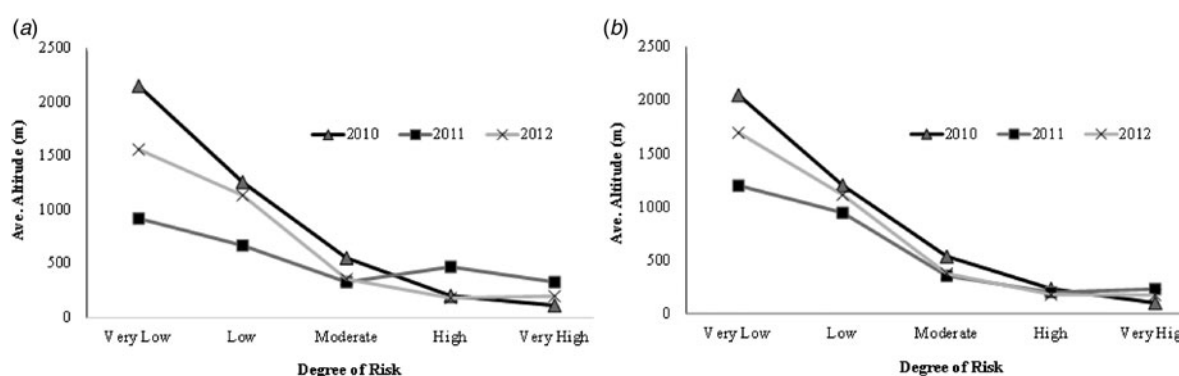 (a)
2500
2000
1500
1000
500
0
Ave. Altitude (m)
2010 2011 2012
Very Low Low Moderate High Very High
Degree of Risk
(b)
2500
2000
1500
1000
500
0
Ave. Altitude (m)
2010 2011 2012
Very Low Low Moderate High Very Hig
Degree of Risk